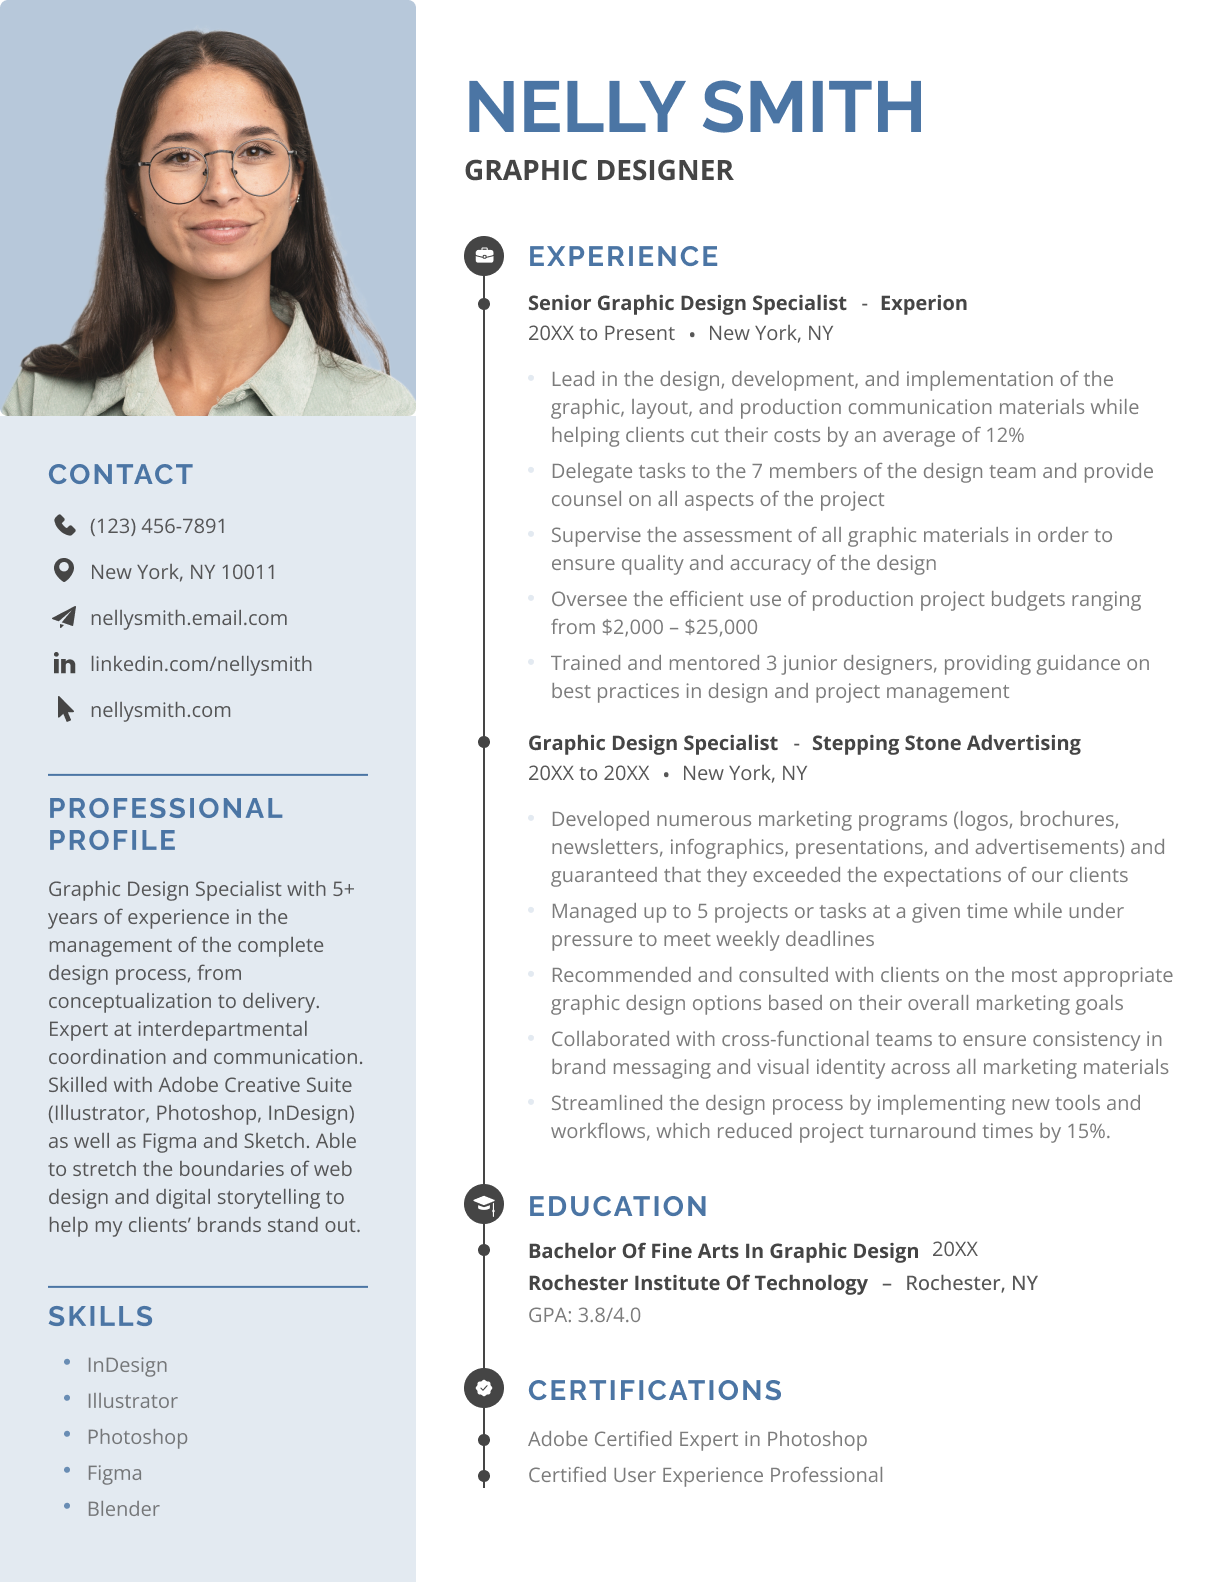 NELLY SMITH
GRAPHIC DESIGNER
CONTACT
(123) 456-7891
New York, NY 10011
nellysmith.email.com
linkedin.com/nellysmith
nellysmith.com
PROFESSIONAL
PROFILE
Graphic Design Specialist with 5+
years of experience in the
management of the complete
design process, from
conceptualization to delivery.
Expert at interdepartmental
coordination and communication.
Skilled with Adobe Creative Suite
(Illustrator, Photoshop, InDesign)
as well as Figma and Sketch. Able
to stretch the boundaries of web
design and digital storytelling to
help my clients’ brands stand out.
SKILLS
• InDesign
• Illustrator
• Photoshop
• Figma
• Blender
EXPERIENCE
Senior Graphic Design Specialist - Experion
20XX to Present • New York, NY
• Lead in the design, development, and implementation of the
graphic, layout, and production communication materials while
helping clients cut their costs by an average of 12%
• Delegate tasks to the 7 members of the design team and provide
counsel on all aspects of the project
• Supervise the assessment of all graphic materials in order to
ensure quality and accuracy of the design
• Oversee the efficient use of production project budgets ranging
from $2,000 – $25,000
• Trained and mentored 3 junior designers, providing guidance on
best practices in design and project management
Graphic Design Specialist - Stepping Stone Advertising
20XX to 20XX • New York, NY
• Developed numerous marketing programs (logos, brochures,
newsletters, infographics, presentations, and advertisements) and
guaranteed that they exceeded the expectations of our clients
• Managed up to 5 projects or tasks at a given time while under
pressure to meet weekly deadlines
• Recommended and consulted with clients on the most appropriate
graphic design options based on their overall marketing goals
• Collaborated with cross-functional teams to ensure consistency in
brand messaging and visual identity across all marketing materials
• Streamlined the design process by implementing new tools and
workflows, which reduced project turnaround times by 15%.
EDUCATION
Bachelor Of Fine Arts In Graphic Design 20XX
Rochester Institute Of Technology – Rochester, NY
GPA: 3.8/4.0
CERTIFICATIONS
Adobe Certified Expert in Photoshop
Certified User Experience Professional